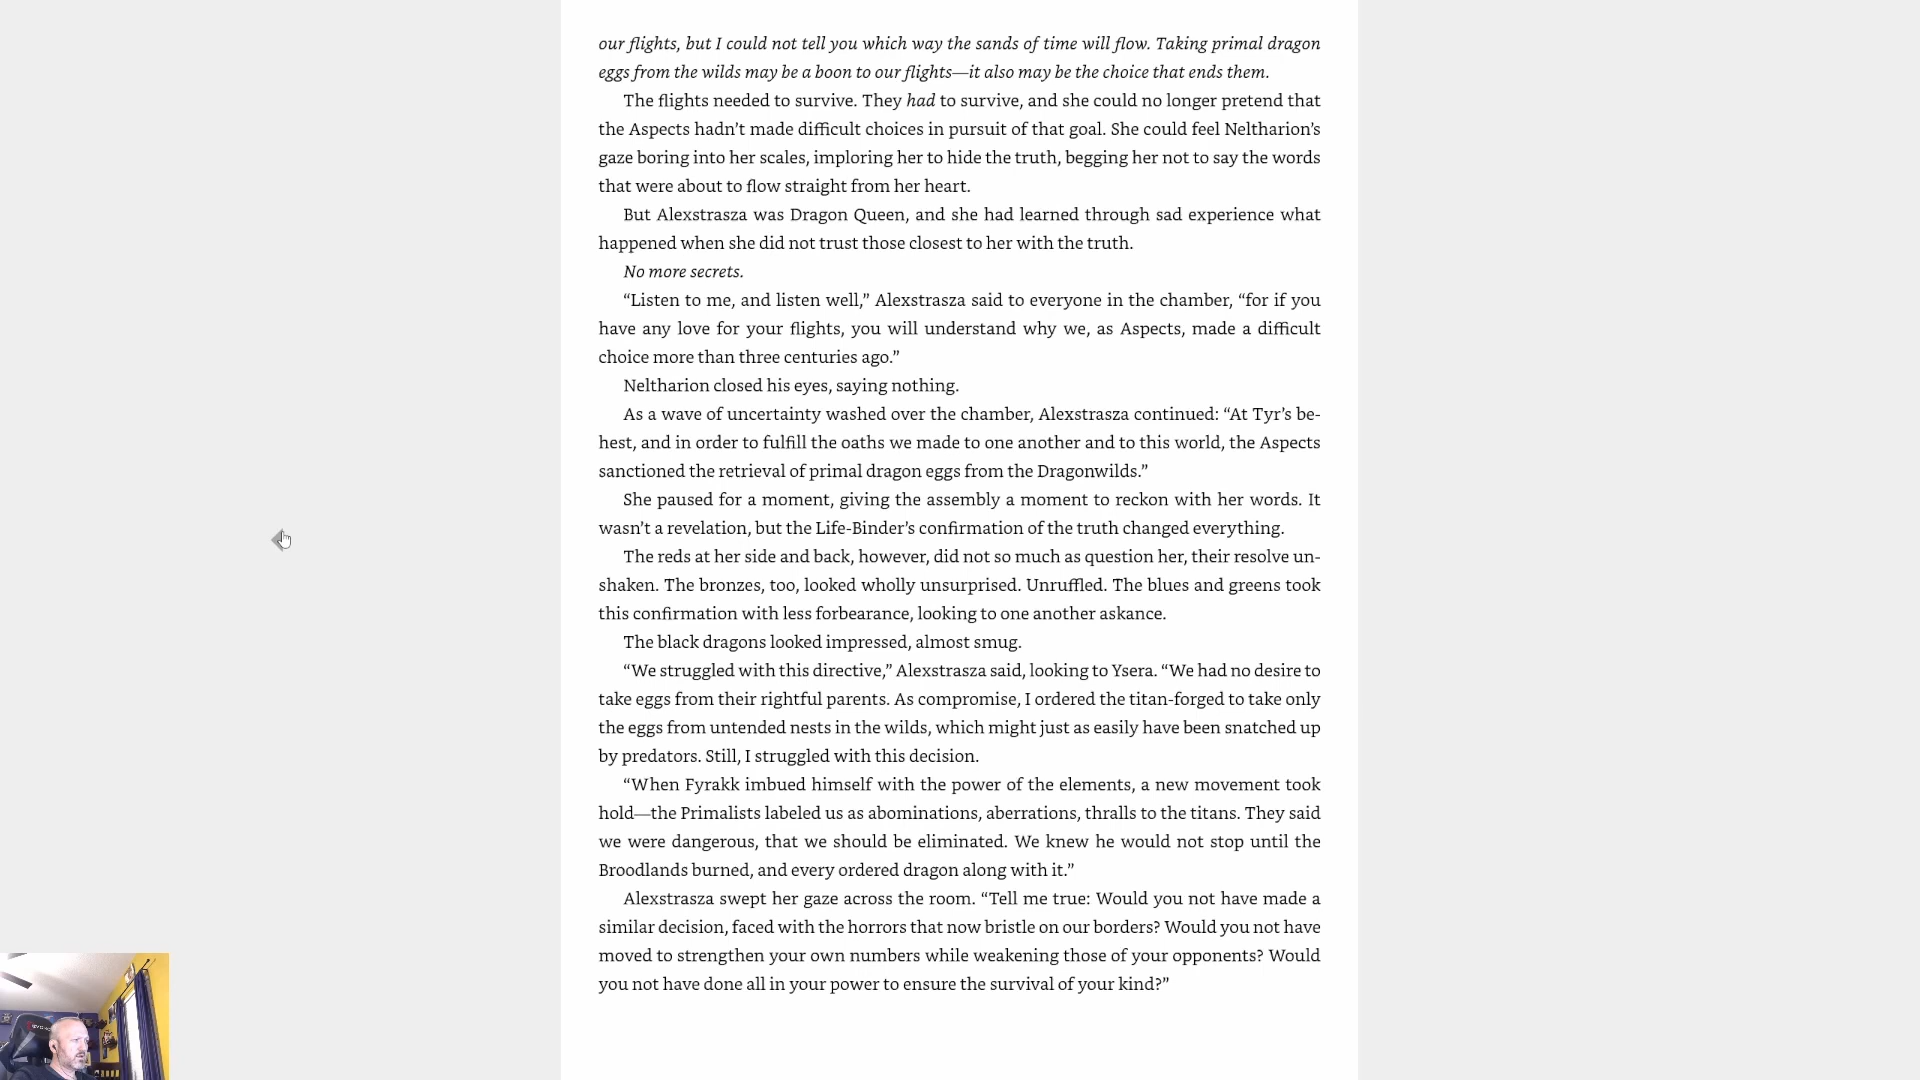 our flights, but I could not tell you which way the sands of time will flow. Taking primal dragon
eggs from the wilds may be a boon to our flights—it also may be the choice that ends them.
The flights needed to survive. They had to survive, and she could no longer pretend that
the Aspects hadn’t made difficult choices in pursuit of that goal. She could feel Neltharion’s
gaze boring into her scales, imploring her to hide the truth, begging her not to say the words
that were about to flow straight from her heart.
But Alexstrasza was Dragon Queen, and she had learned through sad experience what
happened when she did not trust those closest to her with the truth.
No more secrets.
“Listen to me, and listen well,” Alexstrasza said to everyone in the chamber, “for if you
have any love for your flights, you will understand why we, as Aspects, made a difficult
choice more than three centuries ago.”
Neltharion closed his eyes, saying nothing.
As a wave of uncertainty washed over the chamber, Alexstrasza continued: “At Tyr’s be-
hest, and in order to fulfill the oaths we made to one another and to this world, the Aspects
sanctioned the retrieval of primal dragon eggs from the Dragonwilds.”
She paused for a moment, giving the assembly a moment to reckon with her words. It
wasn’t a revelation, but the Life-Binder’s confirmation of the truth changed everything.
The reds at her side and back, however, did not so much as question her, their resolve un-
shaken. The bronzes, too, looked wholly unsurprised. Unruffled. The blues and greens took
this confirmation with less forbearance, looking to one another askance.
The black dragons looked impressed, almost smug.
“We struggled with this directive,” Alexstrasza said, looking to Ysera. “We had no desire to
take eggs from their rightful parents. As compromise, I ordered the titan-forged to take only
the eggs from untended nests in the wilds, which might just as easily have been snatched up
by predators. Still, I struggled with this decision.
“When Fyrakk imbued himself with the power of the elements, a new movement took
hold—the Primalists labeled us as abominations, aberrations, thralls to the titans. They said
we were dangerous, that we should be eliminated. We knew he would not stop until the
Broodlands burned, and every ordered dragon along with it.”
Alexstrasza swept her gaze across the room. “Tell me true: Would you not have made a
similar decision, faced with the horrors that now bristle on our borders? Would you not have
moved to strengthen your own numbers while weakening those of your opponents? Would
you not have done all in your power to ensure the survival of your kind?”